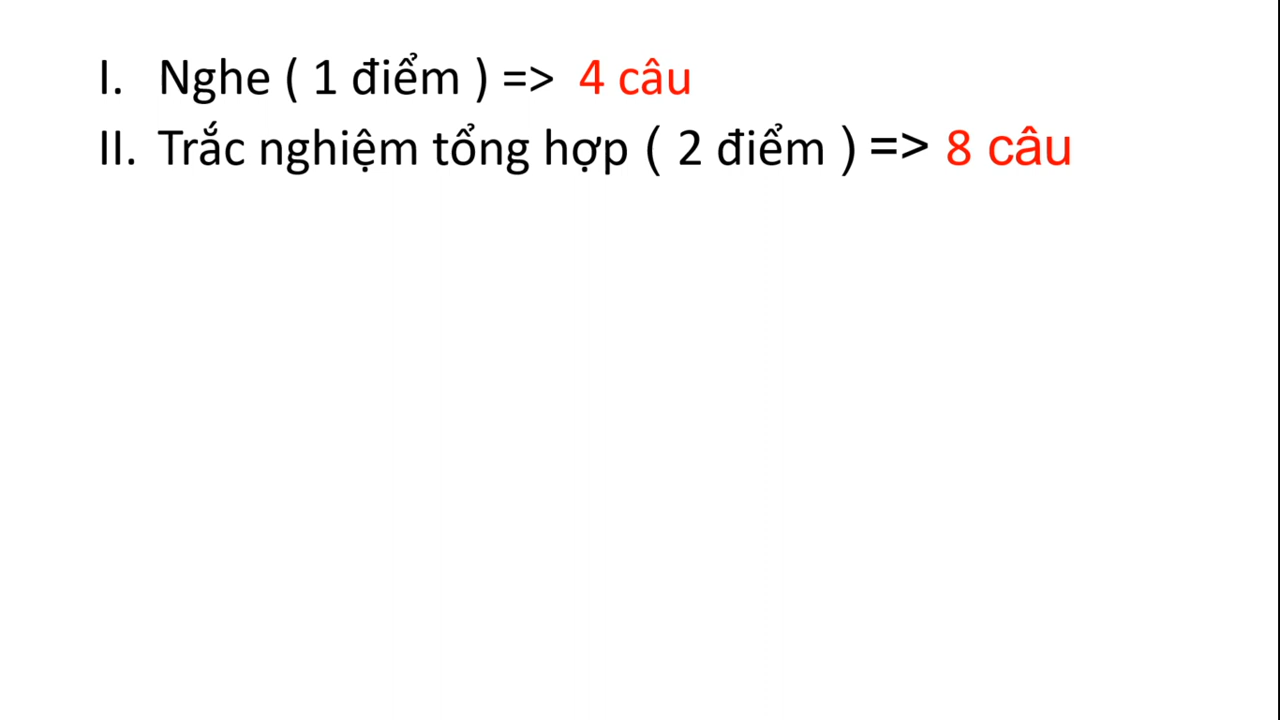 I. Nghe ( 1 điểm ) => 4 câu
II. Trắc nghiệm tổng hợp ( 2 điểm ) => 8 câu